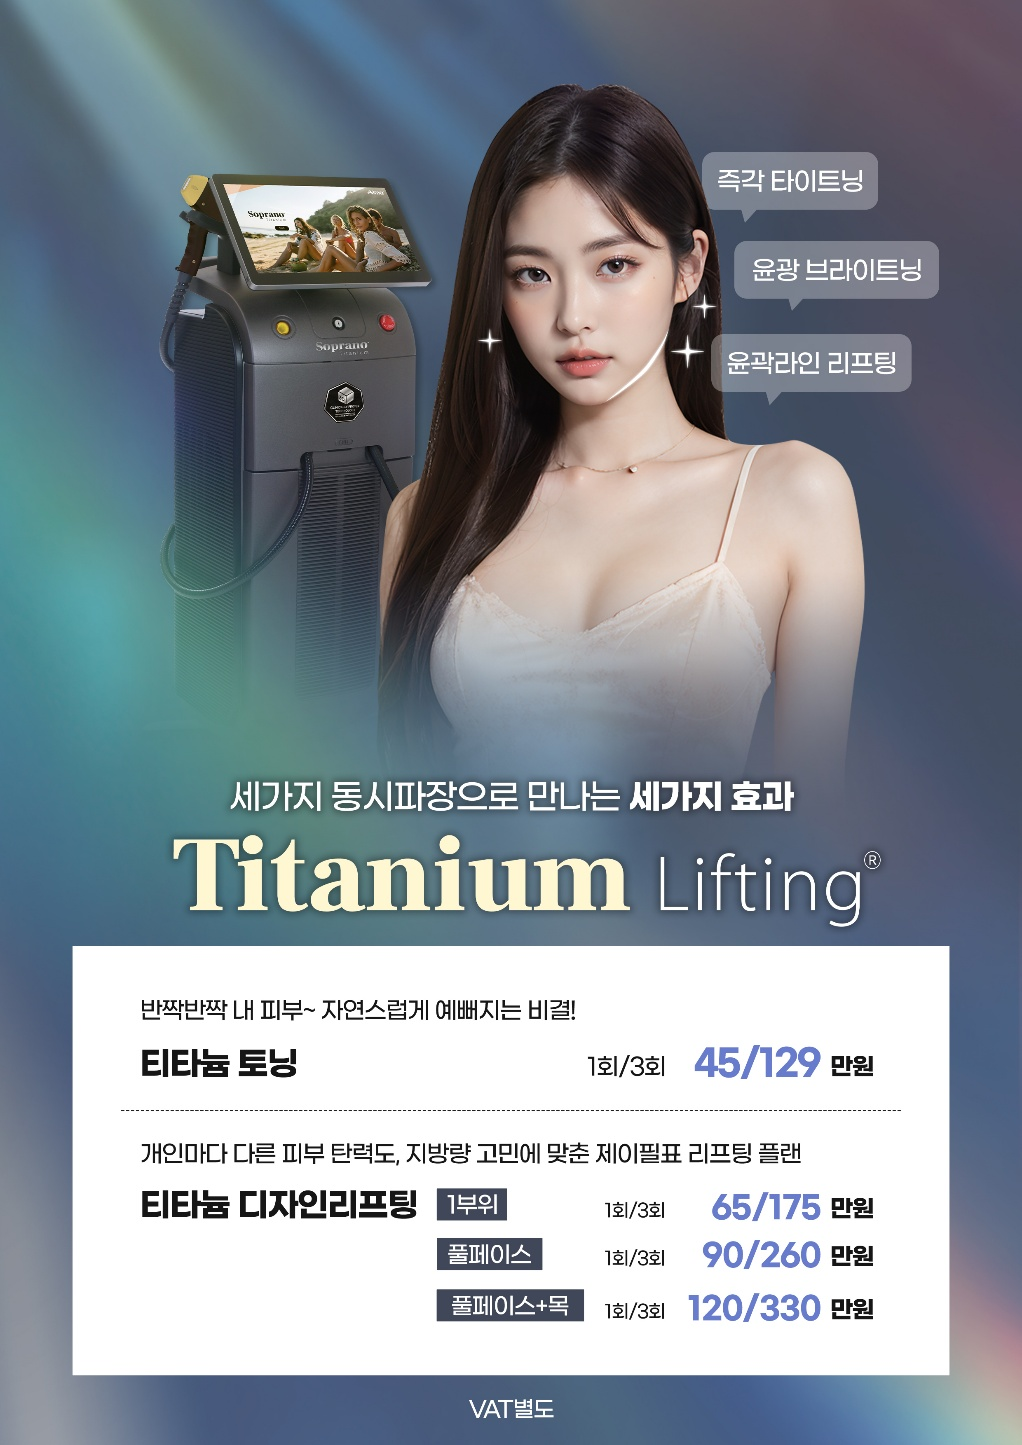 즉각 타이트닝
윤광 브라이트닝
윤곽라인 리프팅
Soprano
TITANIUM
Soprano
TITANIUM
세가지 동시파장으로 만나는 세가지 효과
Titanium Lifting®
반짝반짝 내 피부~ 자연스럽게 예뻐지는 비결!
티타늄 토닝 1회/3회 45/129 만원
개인마다 다른 피부 탄력도, 지방량 고민에 맞춘 제이필표 리프팅 플랜
티타늄 디자인리프팅 1부위 1회/3회 65/175 만원
풀페이스 1회/3회 90/260 만원
풀페이스+목 1회/3회 120/330 만원
VAT별도